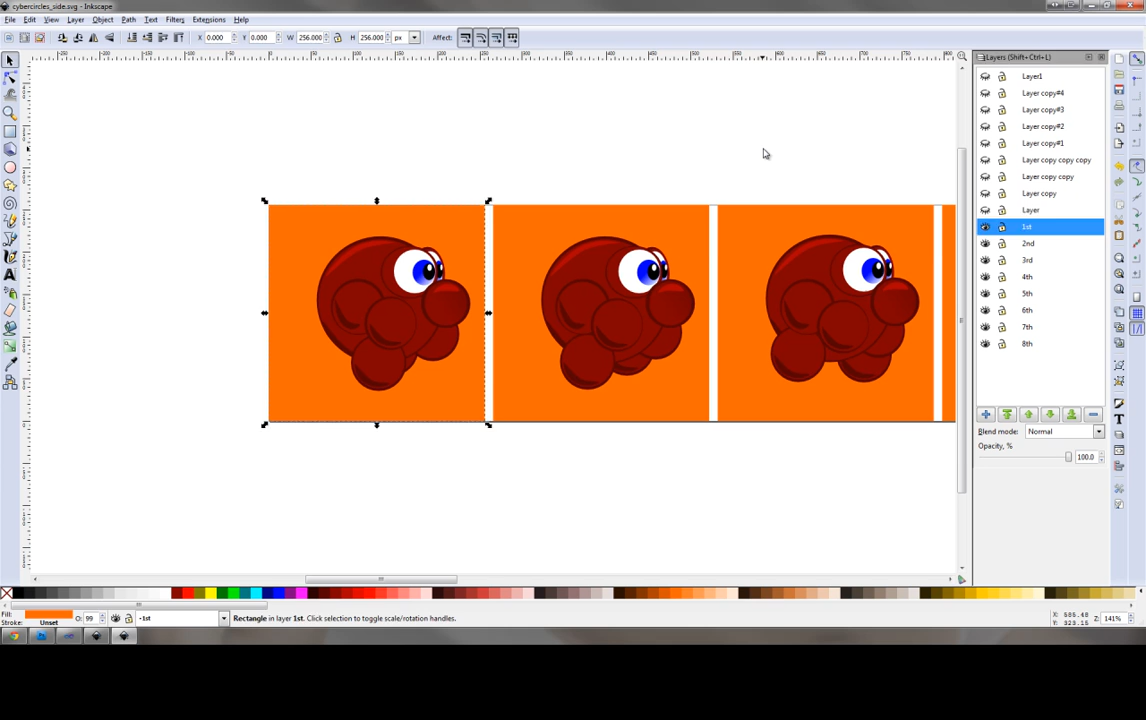 cybercircles_side.svg - Inkscape
File Edit View Layer Object Path Text Filters Extensions Help
X 0.000 Y 0.000 W 256.000 H 256.000 px Affect:
Layers (Shift+Ctrl+L)
Layer1
Layer copy#4
Layer copy#3
Layer copy#2
Layer copy#1
Layer copy copy copy
Layer copy copy
Layer copy
Layer
1st
2nd
3rd
4th
5th
6th
7th
8th
Blend mode: Normal
Opacity, %
100.0
Fill:
Stroke: Unset
O: 99
-1st
Rectangle in layer 1st. Click selection to toggle scale/rotation handles.
X: 585.48
Y: 323.15
Z: 141%